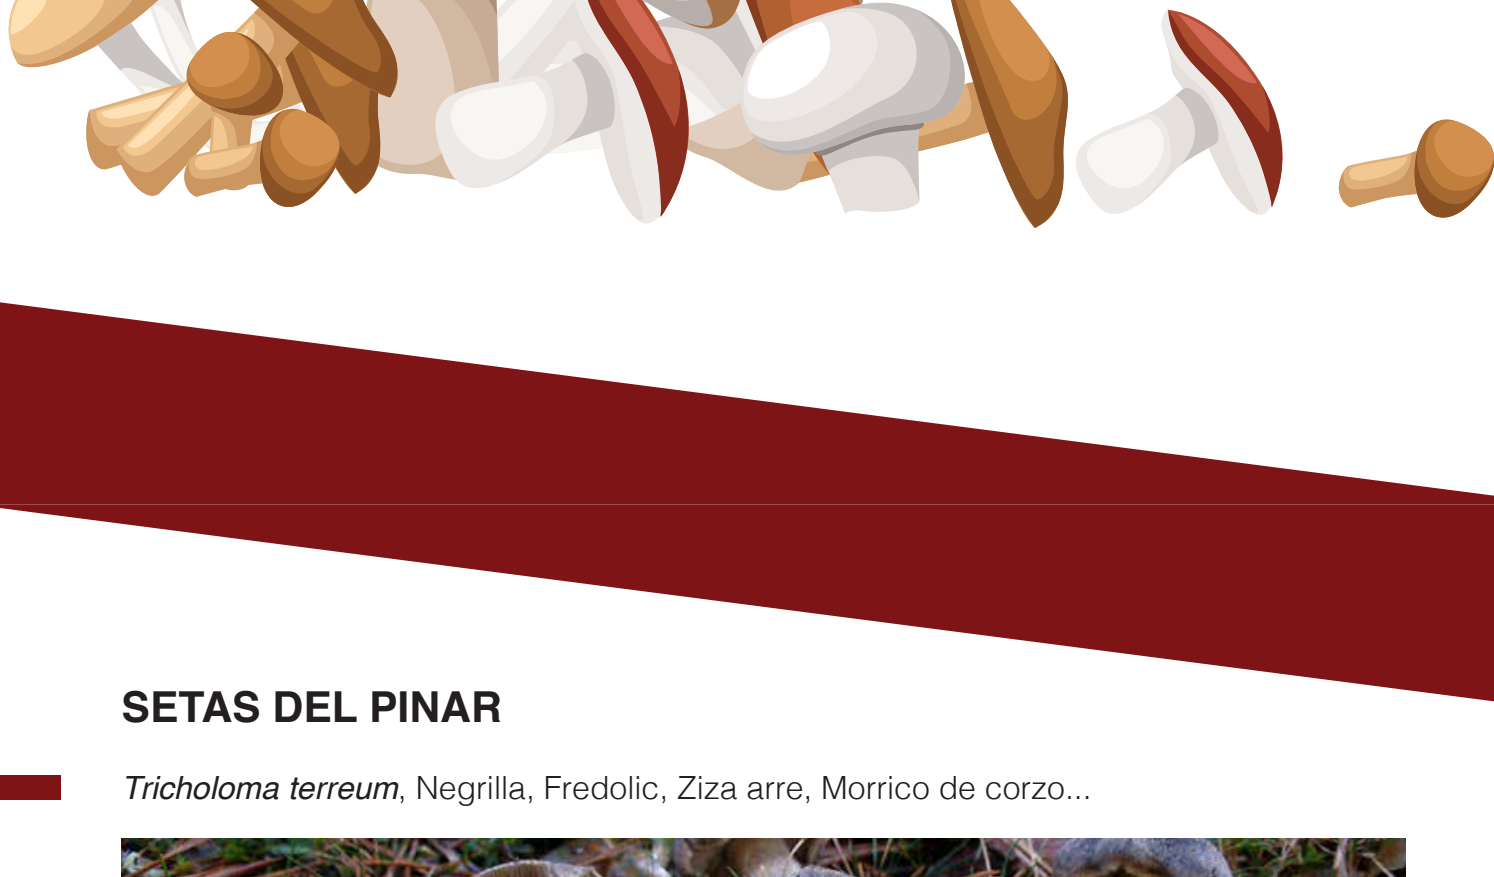 SETAS DEL PINAR
Tricholoma terreum, Negrilla, Fredolic, Ziza arre, Morrico de corzo...